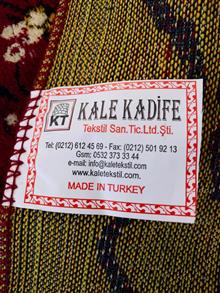 KT
KALE KADİFE
Tekstil San.Tic.Ltd.Şti.
Tel: (0212) 612 45 69 - Fax: (0212) 501 92 13
Gsm: 0532 373 33 44
e-mail: info@kaletekstil.com
www.kaletekstil.com.
MADE IN TURKEY